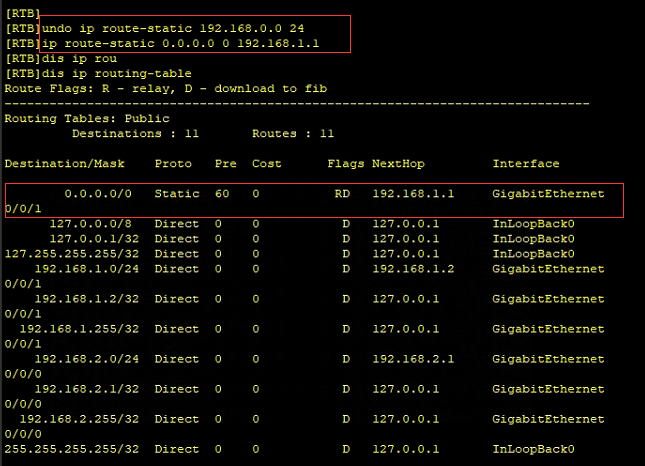 [RTB]
[RTB]undo ip route-static 192.168.0.0 24
[RTB]ip route-static 0.0.0.0 0 192.168.1.1
[RTB]dis ip rou
[RTB]dis ip routing-table
Route Flags: R - relay, D - download to fib
------------------------------------------------------------------------------
Routing Tables: Public
Destinations : 11 Routes : 11
Destination/Mask Proto Pre Cost Flags NextHop Interface
0.0.0.0/0 Static 60 0 RD 192.168.1.1 GigabitEthernet
0/0/1
127.0.0.0/8 Direct 0 0 D 127.0.0.1 InLoopBack0
127.0.0.1/32 Direct 0 0 D 127.0.0.1 InLoopBack0
127.255.255.255/32 Direct 0 0 D 127.0.0.1 InLoopBack0
192.168.1.0/24 Direct 0 0 D 192.168.1.2 GigabitEthernet
0/0/1
192.168.1.2/32 Direct 0 0 D 127.0.0.1 GigabitEthernet
0/0/1
192.168.1.255/32 Direct 0 0 D 127.0.0.1 GigabitEthernet
0/0/1
192.168.2.0/24 Direct 0 0 D 192.168.2.1 GigabitEthernet
0/0/0
192.168.2.1/32 Direct 0 0 D 127.0.0.1 GigabitEthernet
0/0/0
192.168.2.255/32 Direct 0 0 D 127.0.0.1 GigabitEthernet
0/0/0
255.255.255.255/32 Direct 0 0 D 127.0.0.1 InLoopBack0